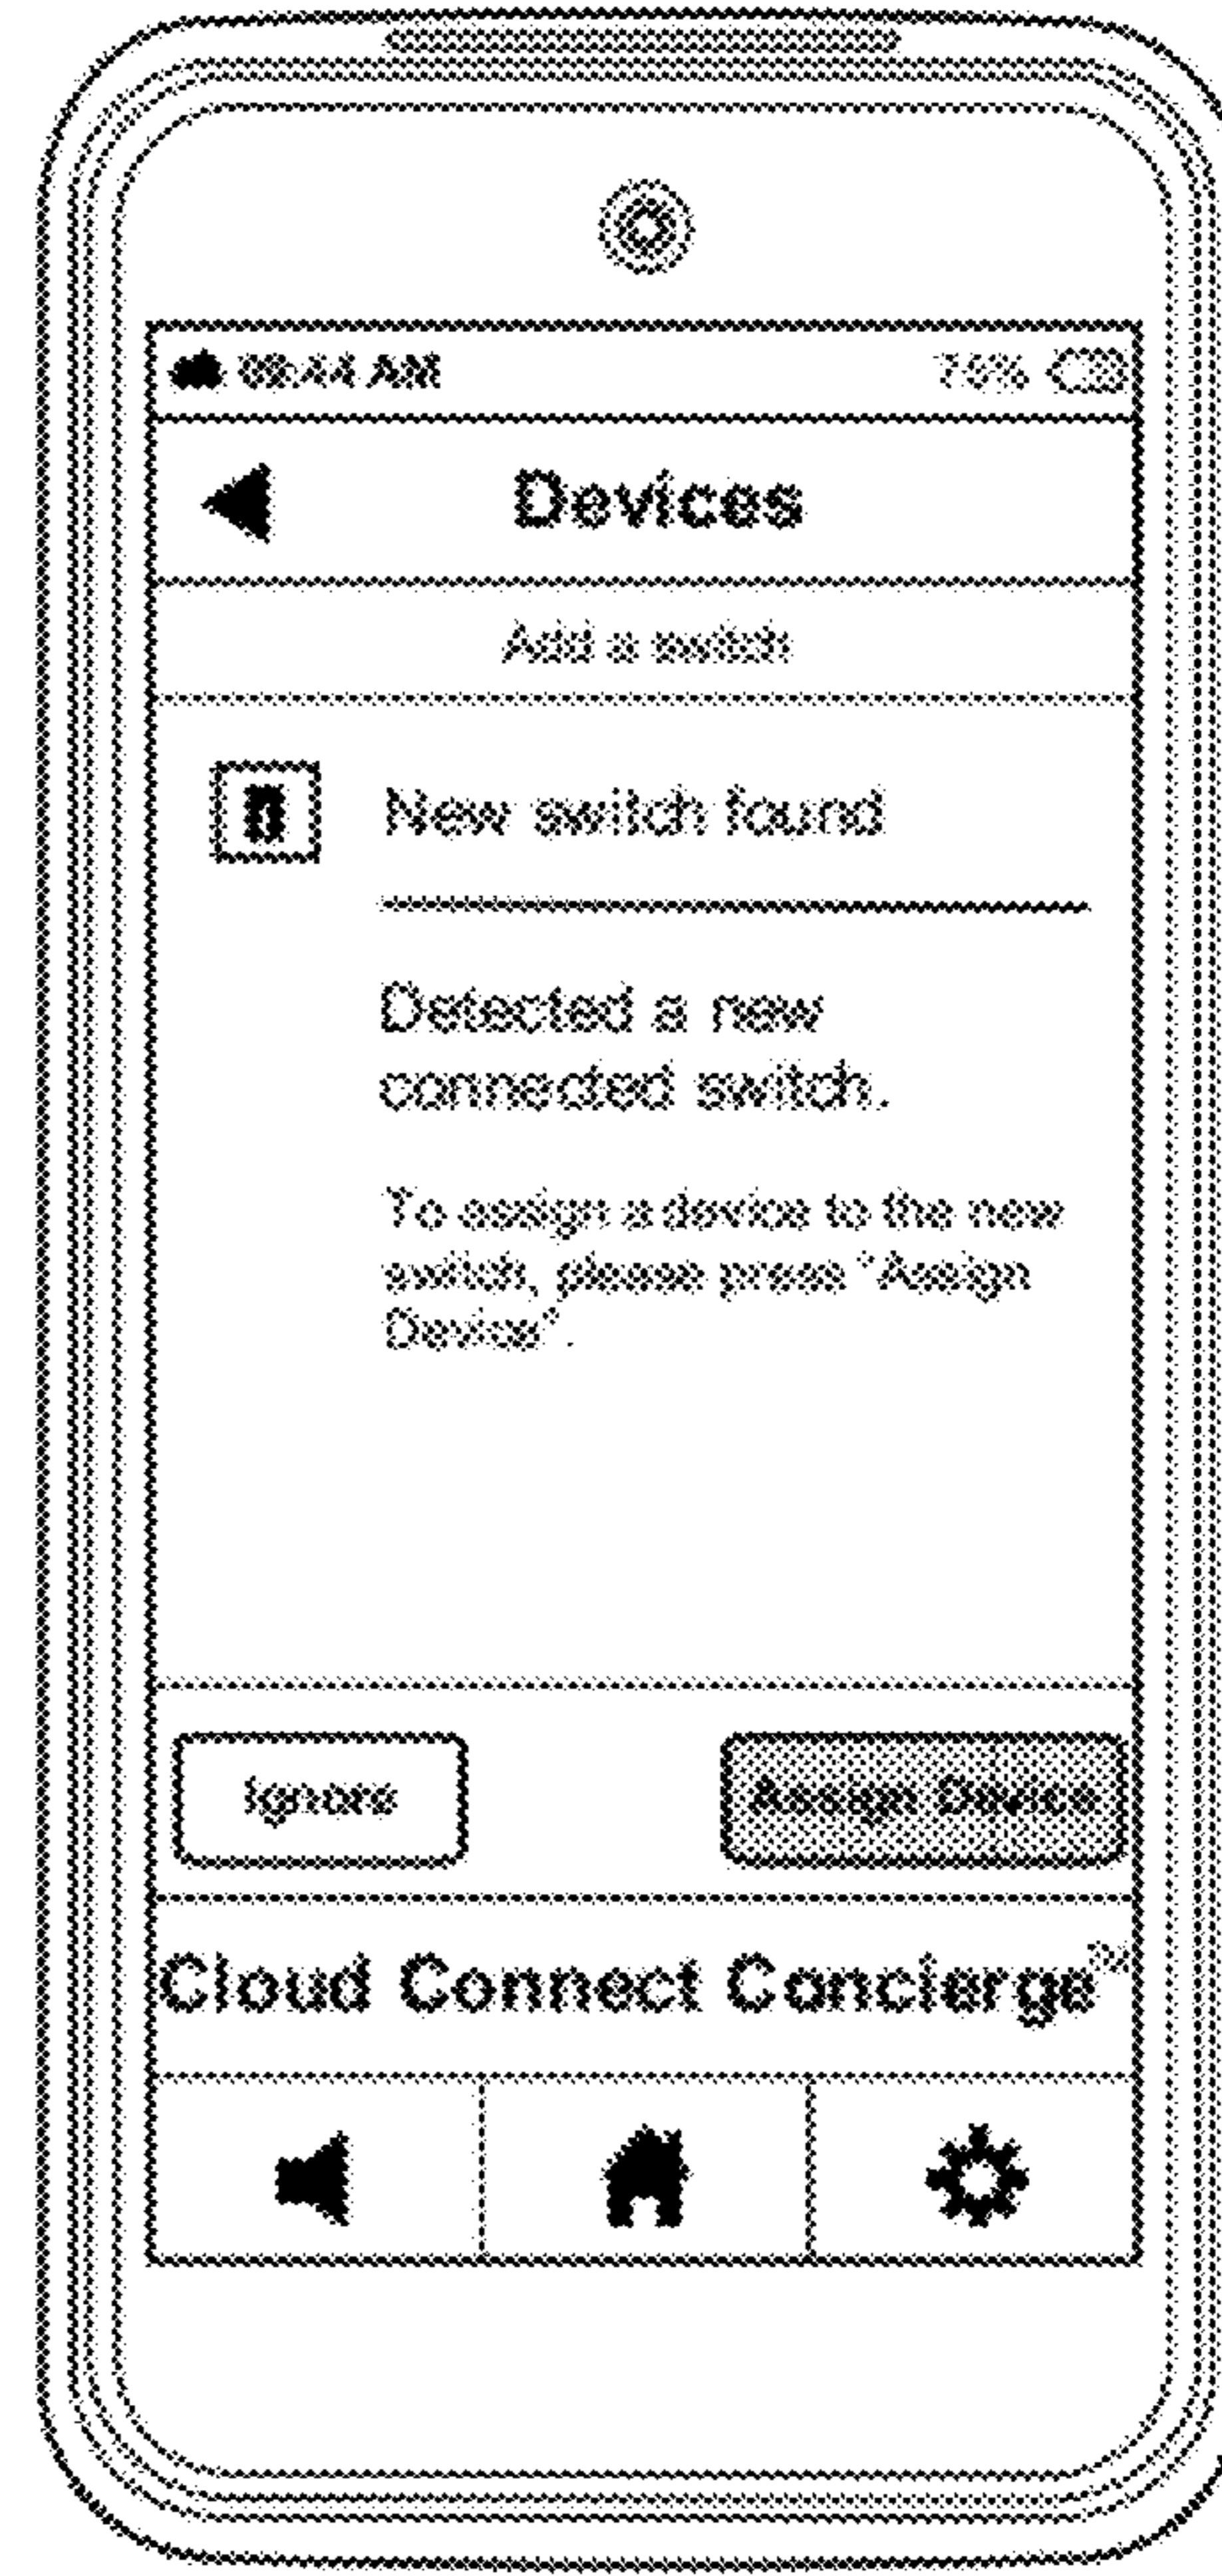 09:44 AM
Devices
Add a switch
New switch found
Detected a new
connected switch.
To assign a device to the new
switch, please press "Assign
Device".
Ignore
Assign Device
Cloud Connect Concierge